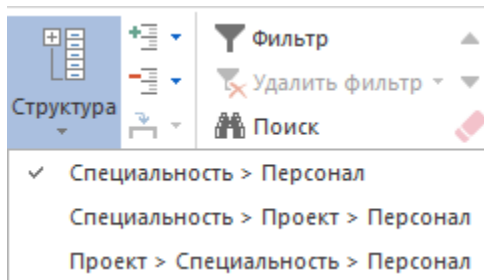 Фильтр
Удалить фильтр
Структура
Поиск
Специальность > Персонал
Специальность > Проект > Персонал
Проект > Специальность > Персонал